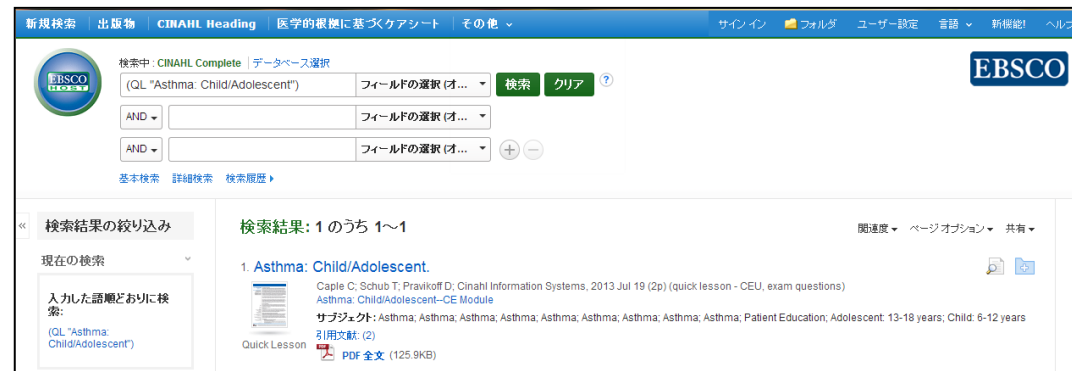 新規検索 出版物 CINAHL Heading 医学的根拠に基づくケアシート その他 サインイン フォルダ ユーザー設定 言語 新機能! ヘルプ
検索中: CINAHL Complete データベース選択
EBSCO HOST
(QL "Asthma: Child/Adolescent") フィールドの選択 (オ... 検索 クリア ?
EBSCO
AND フィールドの選択 (オ...
AND フィールドの選択 (オ...
基本検索 詳細検索 検索履歴
« 検索結果の絞り込み
現在の検索
入力した語順どおりに検
索:
(QL "Asthma:
Child/Adolescent")
検索結果: 1 のうち 1～1
関連度 ページ オプション 共有
1. Asthma: Child/Adolescent.
Caple C; Schub T; Pravikoff D; Cinahl Information Systems, 2013 Jul 19 (2p) (quick lesson - CEU, exam questions)
Asthma: Child/Adolescent--CE Module
サブジェクト: Asthma; Asthma; Asthma; Asthma; Asthma; Asthma; Asthma; Asthma; Asthma; Asthma; Patient Education; Adolescent: 13-18 years; Child: 6-12 years
引用文献: (2)
Quick Lesson
PDF 全文 (125.9KB)